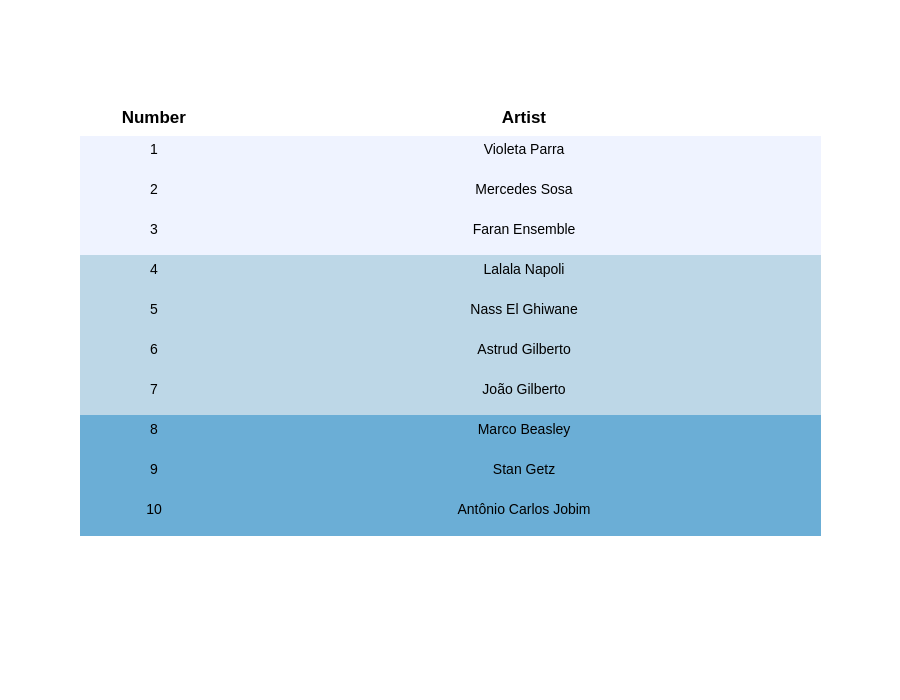 Number Artist
1 Violeta Parra
2 Mercedes Sosa
3 Faran Ensemble
4 Lalala Napoli
5 Nass El Ghiwane
6 Astrud Gilberto
7 João Gilberto
8 Marco Beasley
9 Stan Getz
10 Antônio Carlos Jobim